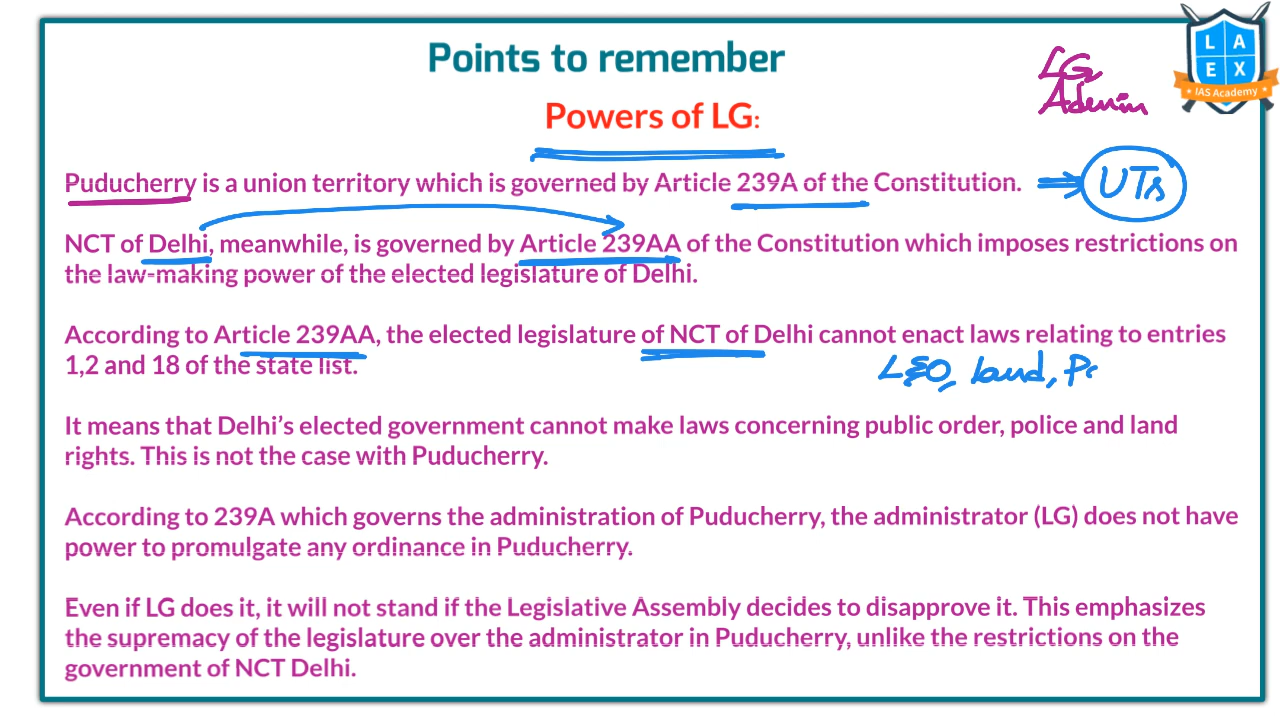 Points to remember
LG
Admin
L A
E X
IAS Academy
Powers of LG:
Puducherry is a union territory which is governed by Article 239A of the Constitution.
UTs
NCT of Delhi, meanwhile, is governed by Article 239AA of the Constitution which imposes restrictions on
the law-making power of the elected legislature of Delhi.
According to Article 239AA, the elected legislature of NCT of Delhi cannot enact laws relating to entries
1,2 and 18 of the state list.
L&O, land, Po
It means that Delhi’s elected government cannot make laws concerning public order, police and land
rights. This is not the case with Puducherry.
According to 239A which governs the administration of Puducherry, the administrator (LG) does not have
power to promulgate any ordinance in Puducherry.
Even if LG does it, it will not stand if the Legislative Assembly decides to disapprove it. This emphasizes
the supremacy of the legislature over the administrator in Puducherry, unlike the restrictions on the
government of NCT Delhi.